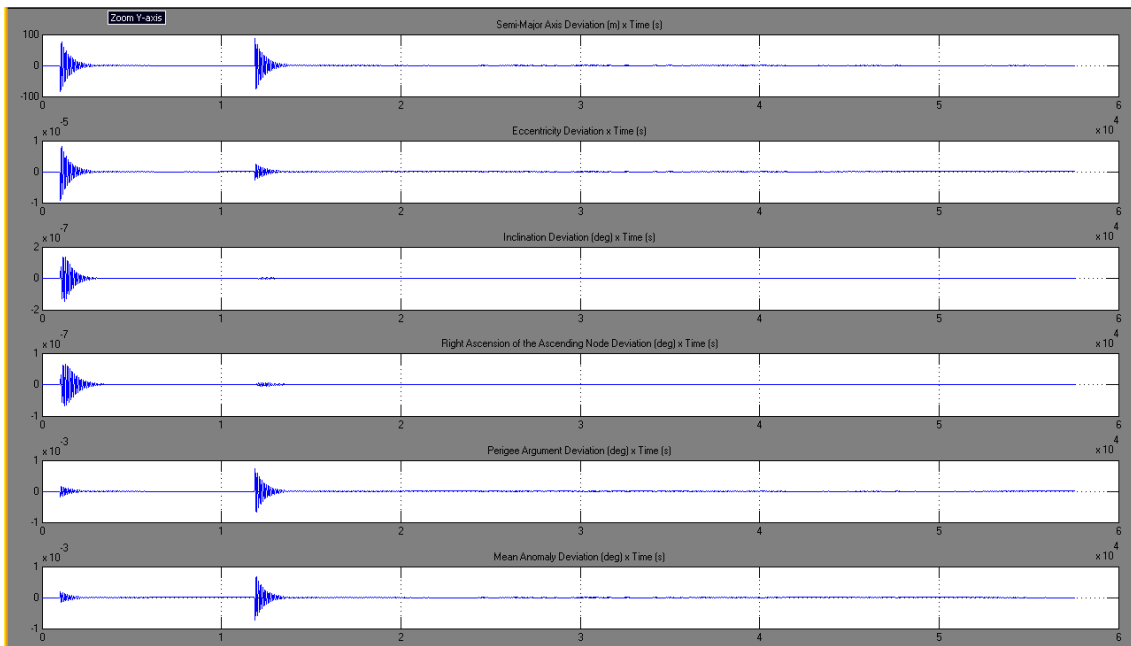 Zoom Y-axis
Semi-Major Axis Deviation (m) x Time (s)
100
0
-100
0 1 2 3 4 5 6
x 10^4
x 10^-5
Eccentricity Deviation x Time (s)
1
0
-1
0 1 2 3 4 5 6
x 10^4
x 10^-7
Inclination Deviation (deg) x Time (s)
2
0
-2
0 1 2 3 4 5 6
x 10^4
x 10^-7
Right Ascension of the Ascending Node Deviation (deg) x Time (s)
1
0
-1
0 1 2 3 4 5 6
x 10^4
x 10^-3
Perigee Argument Deviation (deg) x Time (s)
1
0
-1
0 1 2 3 4 5 6
x 10^4
x 10^-3
Mean Anomaly Deviation (deg) x Time (s)
1
0
-1
0 1 2 3 4 5 6